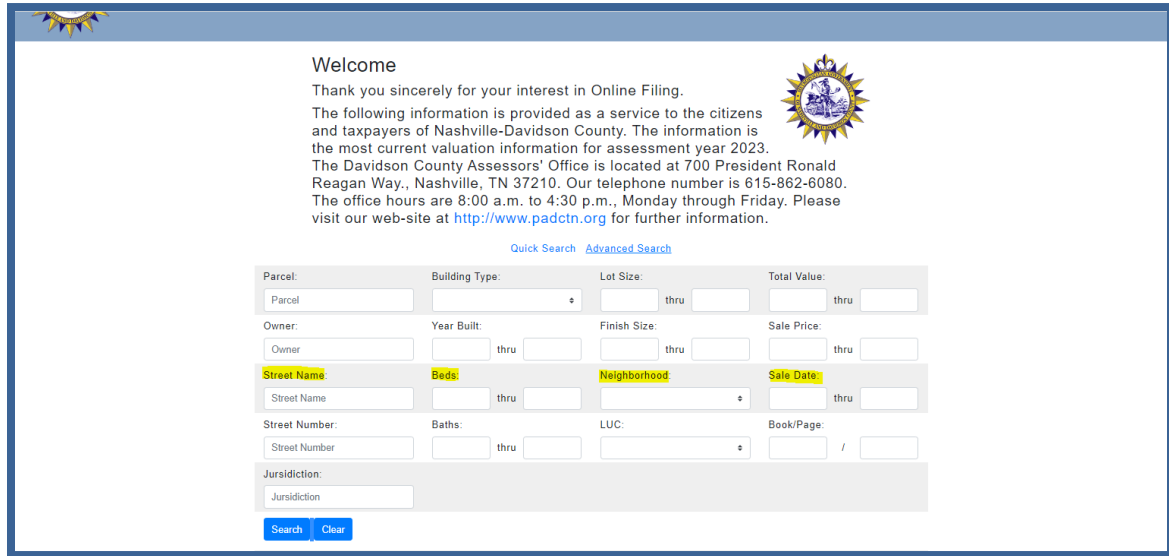 Welcome
Thank you sincerely for your interest in Online Filing.
The following information is provided as a service to the citizens
and taxpayers of Nashville-Davidson County. The information is
the most current valuation information for assessment year 2023.
The Davidson County Assessors' Office is located at 700 President Ronald
Reagan Way., Nashville, TN 37210. Our telephone number is 615-862-6080.
The office hours are 8:00 a.m. to 4:30 p.m., Monday through Friday. Please
visit our web-site at http://www.padctn.org for further information.
Quick Search Advanced Search
Parcel: Building Type: Lot Size: Total Value:
Parcel thru thru
Owner: Year Built: Finish Size: Sale Price:
Owner thru thru thru
Street Name: Beds: Neighborhood: Sale Date:
Street Name thru thru
Street Number: Baths: LUC: Book/Page:
Street Number thru /
Jursidiction:
Jursidiction
Search Clear